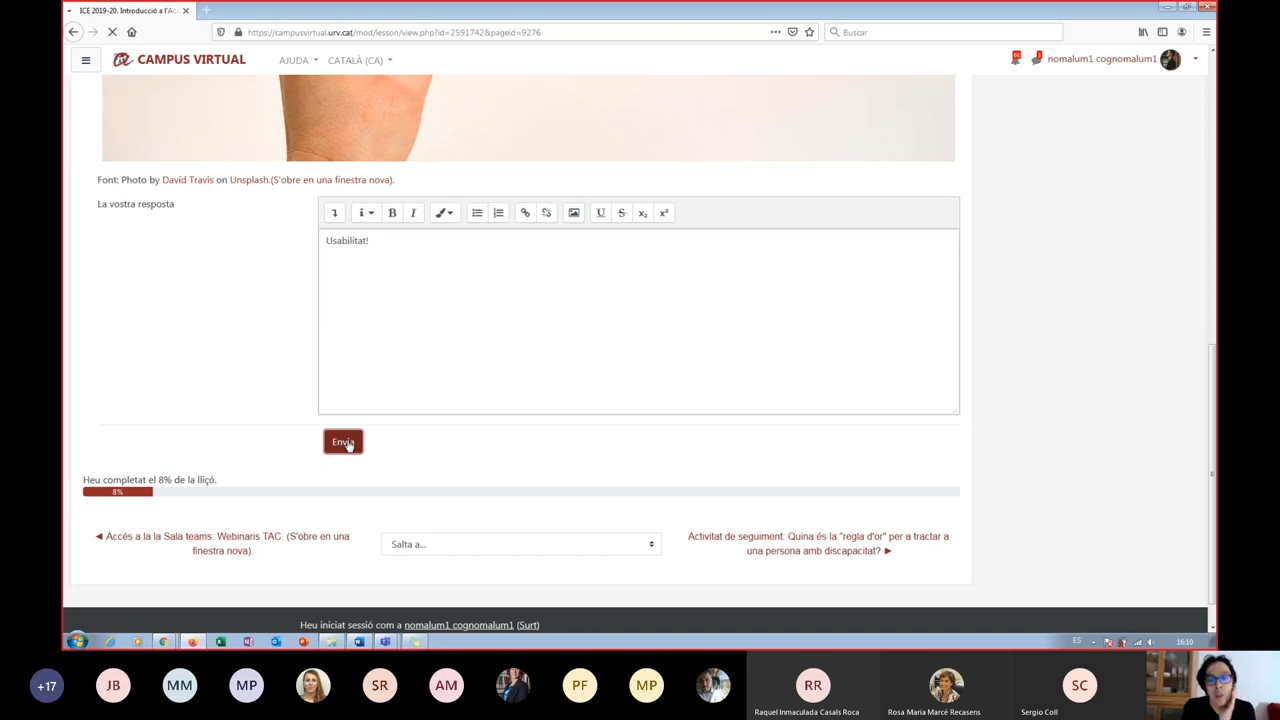 ICE 2019-20. Introducció a l'Acc
https://campusvirtual.urv.cat/mod/lesson/view.php?id=2591742&pageid=9276
Buscar
CAMPUS VIRTUAL
AJUDA
CATALÀ (CA)
nomalum1 cognomalum1
Font: Photo by David Travis on Unsplash.(S'obre en una finestra nova).
La vostra resposta
Usabilitat!
Envia
Heu completat el 8% de la lliçó.
8%
◄ Accés a la la Sala teams: Webinaris TAC. (S'obre en una finestra nova).
Salta a...
Activitat de seguiment: Quina és la "regla d'or" per a tractar a una persona amb discapacitat? ►
Heu iniciat sessió com a nomalum1 cognomalum1 (Surt)
ES
16:10
+17
JB
MM
MP
SR
AM
PF
MP
RR
SC
Raquel Inmaculada Casals Roca
Rosa Maria Marcé Recasens
Sergio Coll